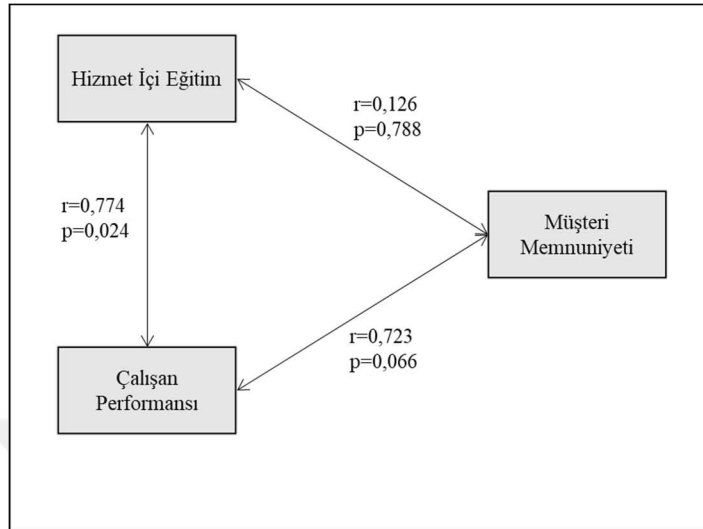 Hizmet İçi Eğitim
r=0,126
p=0,788
r=0,774
p=0,024
Müşteri
Memnuniyeti
r=0,723
p=0,066
Çalışan
Performansı